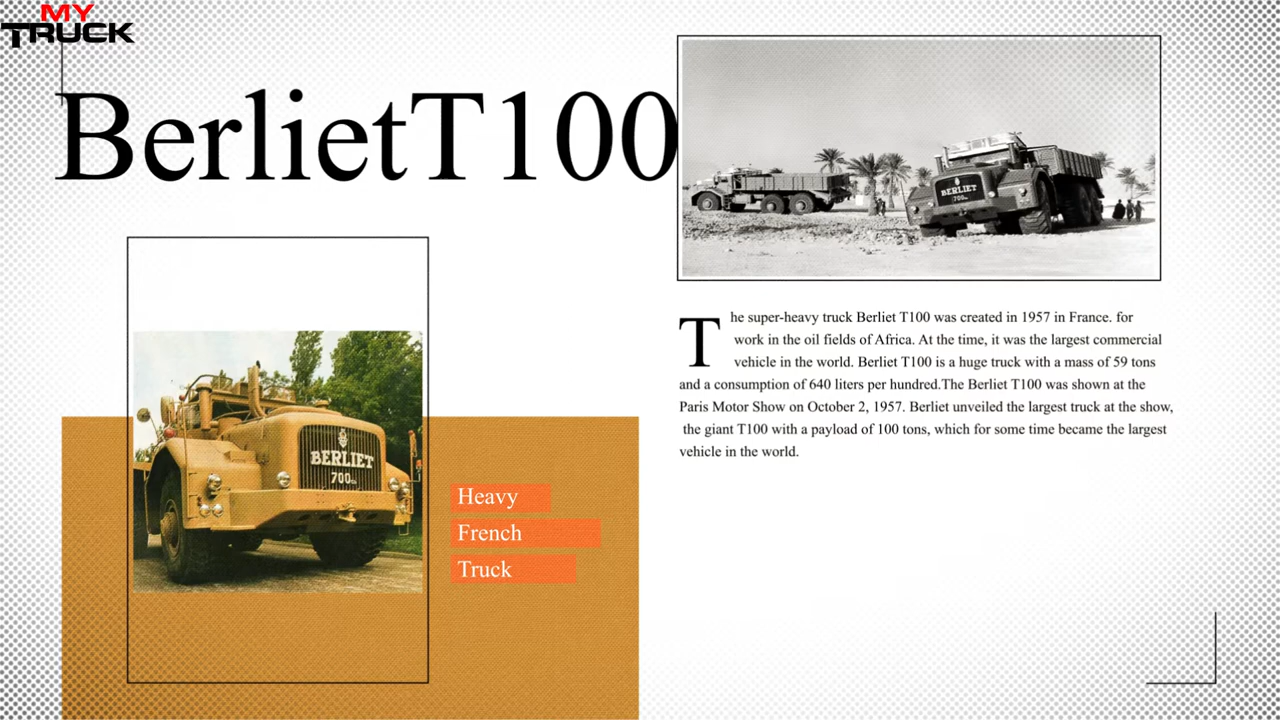 MY
TRUCK
BerlietT100
BERLIET
700
The super-heavy truck Berliet T100 was created in 1957 in France. for
work in the oil fields of Africa. At the time, it was the largest commercial
vehicle in the world. Berliet T100 is a huge truck with a mass of 59 tons
and a consumption of 640 liters per hundred.The Berliet T100 was shown at the
Paris Motor Show on October 2, 1957. Berliet unveiled the largest truck at the show,
the giant T100 with a payload of 100 tons, which for some time became the largest
vehicle in the world.
BERLIET
700
Heavy
French
Truck